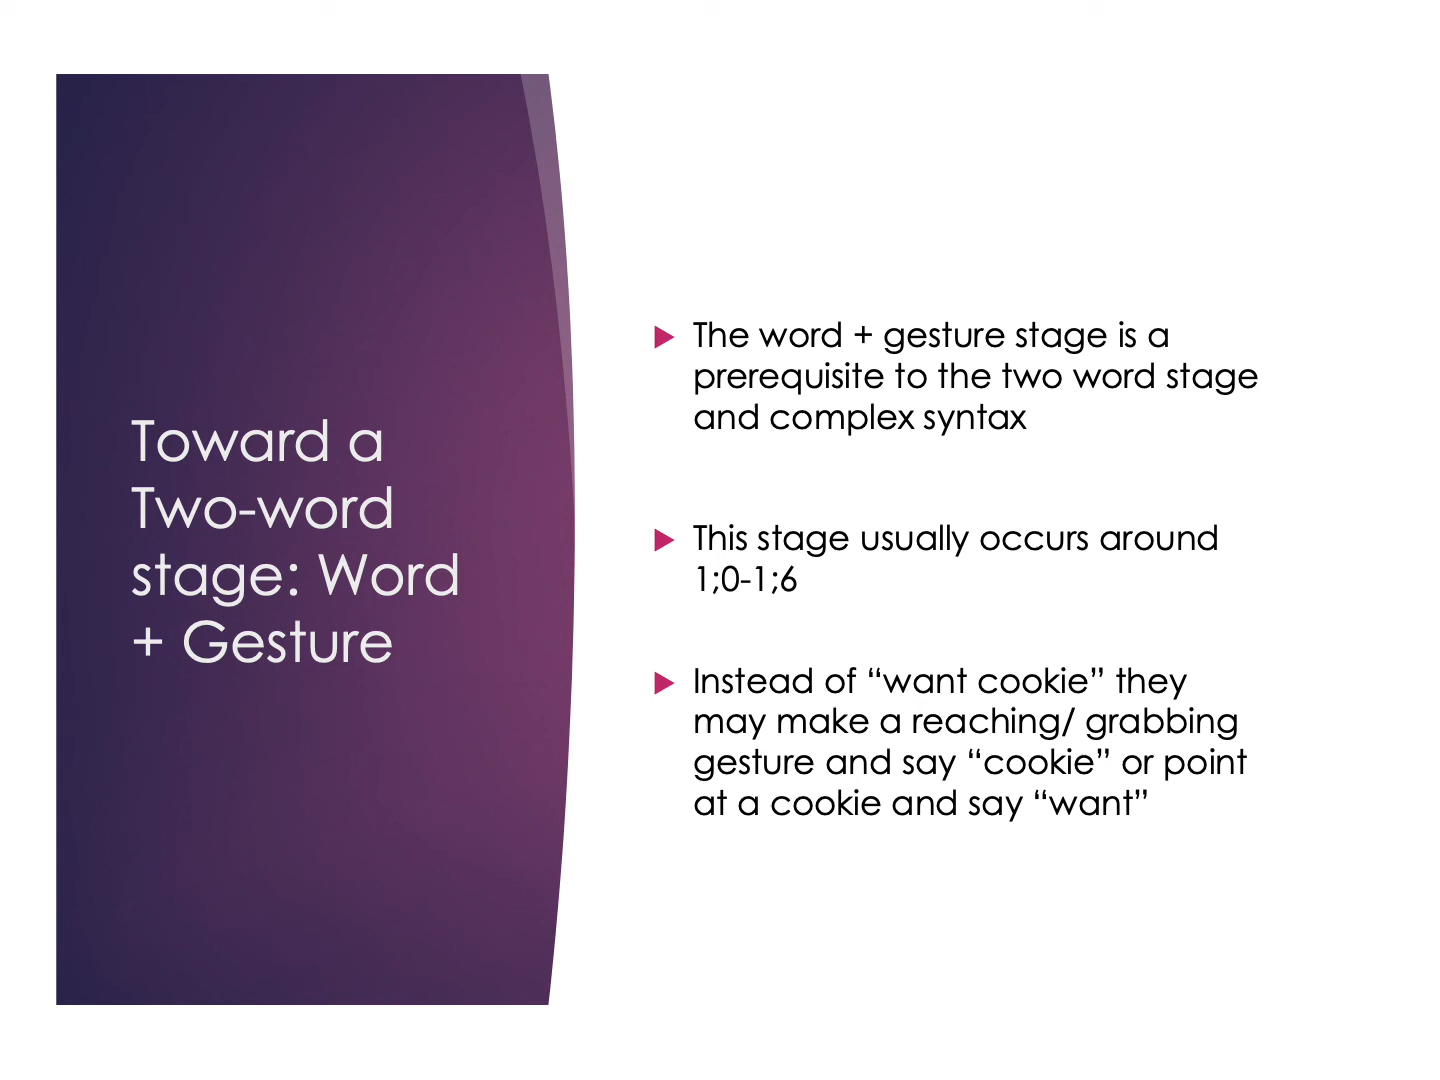 Toward a
Two-word
stage: Word
+ Gesture
The word + gesture stage is a
prerequisite to the two word stage
and complex syntax
This stage usually occurs around
1;0-1;6
Instead of “want cookie” they
may make a reaching/ grabbing
gesture and say “cookie” or point
at a cookie and say “want”